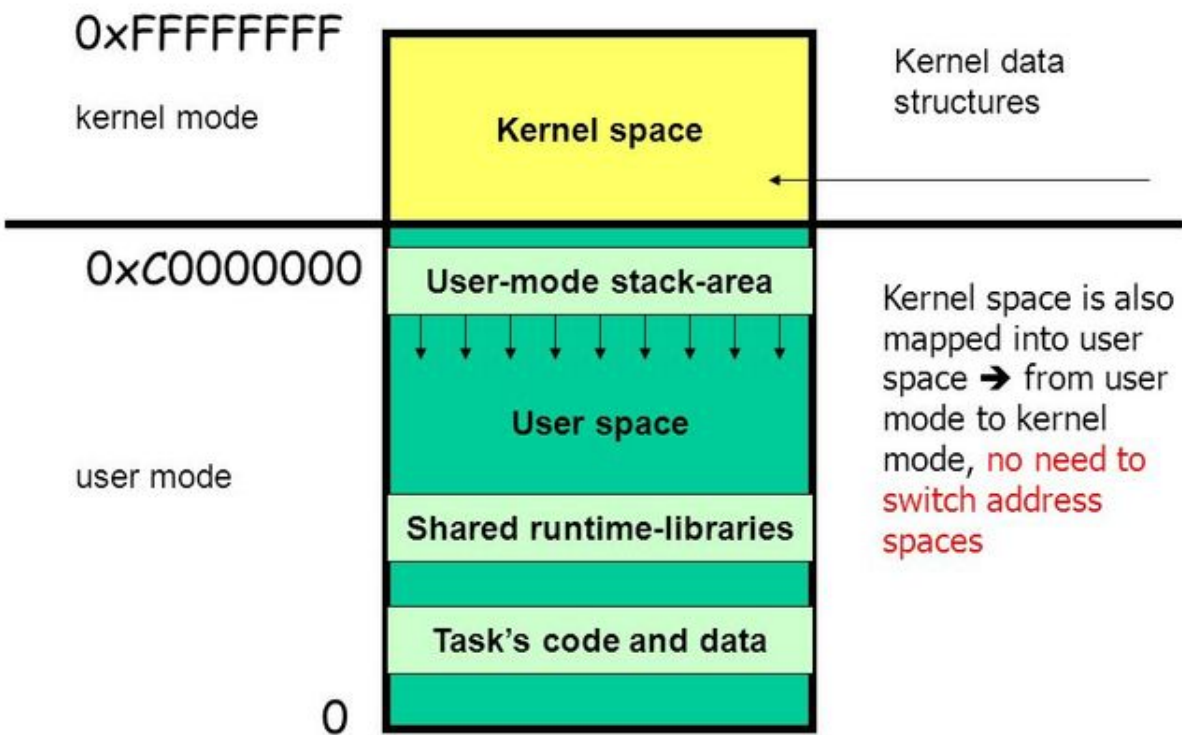 0xFFFFFFFF
kernel mode
Kernel space
Kernel data
structures
0xC0000000
User-mode stack-area
User space
user mode
Shared runtime-libraries
Task's code and data
0
Kernel space is also
mapped into user
space ➔ from user
mode to kernel
mode, no need to
switch address
spaces